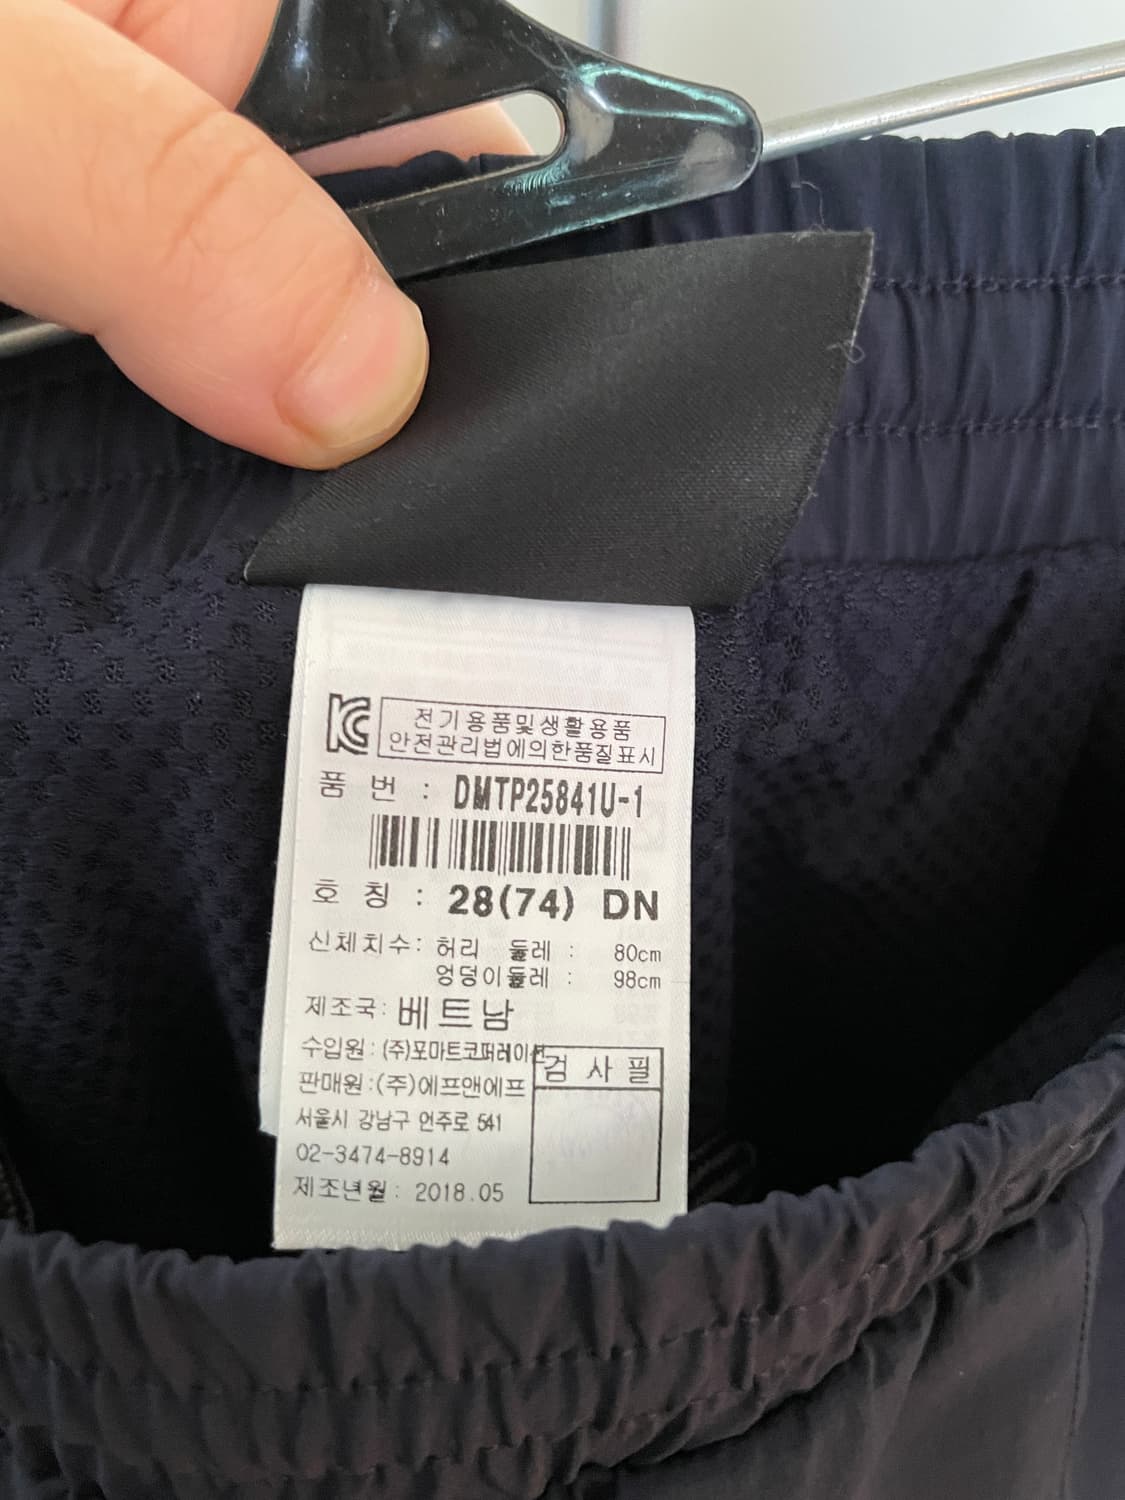 KC 전기용품및생활용품
안전관리법에의한품질표시
품 번 : DMTP25841U-1
호 칭 : 28(74) DN
신체치수: 허리 둘레 : 80cm
엉덩이둘레 : 98cm
제조국: 베트남
수입원 : (주)포마트코퍼레이션
검 사 필
판매원 : (주)에프앤에프
서울시 강남구 언주로 541
02-3474-8914
제조년월 : 2018.05